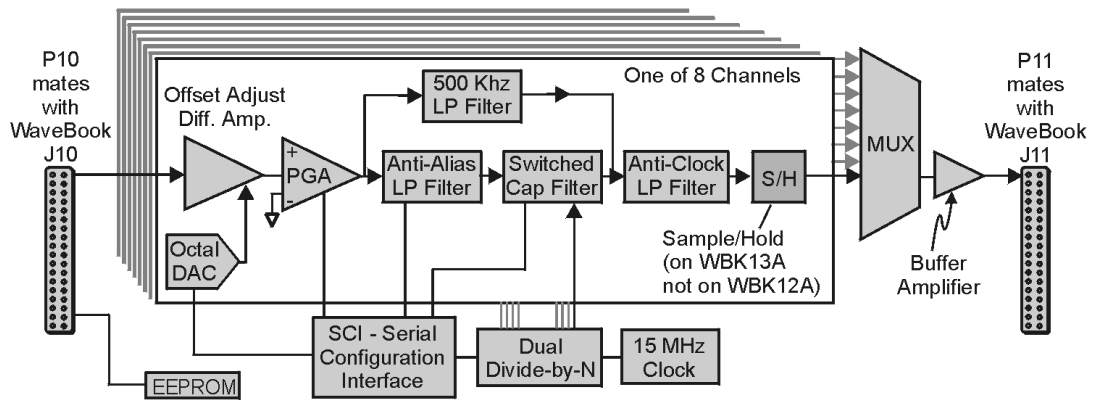 P10
mates
with
WaveBook
J10
Offset Adjust
Diff. Amp.
+
PGA
-
Octal
DAC
500 Khz
LP Filter
One of 8 Channels
Anti-Alias
LP Filter
Switched
Cap Filter
Anti-Clock
LP Filter
S/H
Sample/Hold
(on WBK13A
not on WBK12A)
MUX
Buffer
Amplifier
P11
mates
with
WaveBook
J11
SCI - Serial
Configuration
Interface
Dual
Divide-by-N
15 MHz
Clock
EEPROM